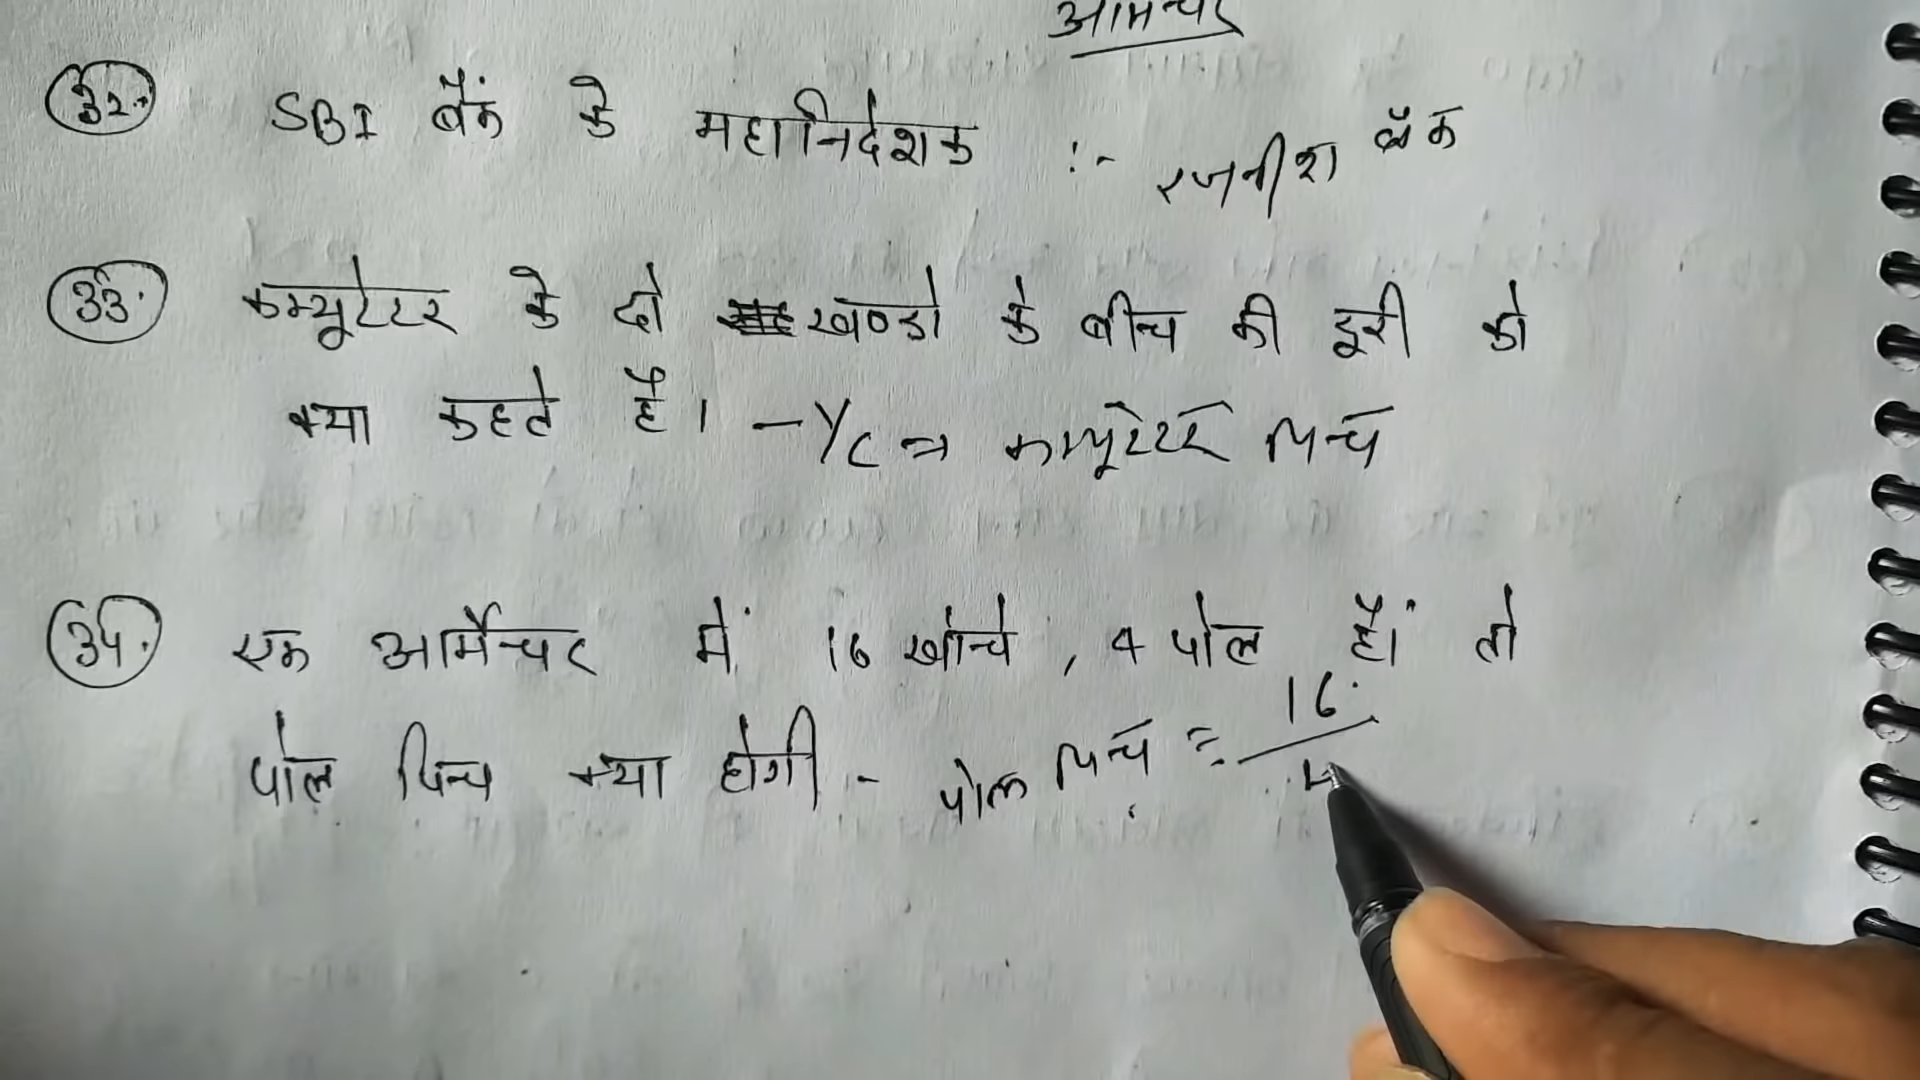 आर्मेचर
32. SBI बैंक के महानिदेशक :- रजनीश बैंक
33. कम्यूटेटर के दो खण्डो के बीच की दूरी को
क्या कहते है। - Yc → कम्यूटेटर पिच
34. एक आर्मेचर में 16 खाँचे , 4 पोल हैं। तो
पोल पिच क्या होगी - पोल पिच = 16
4